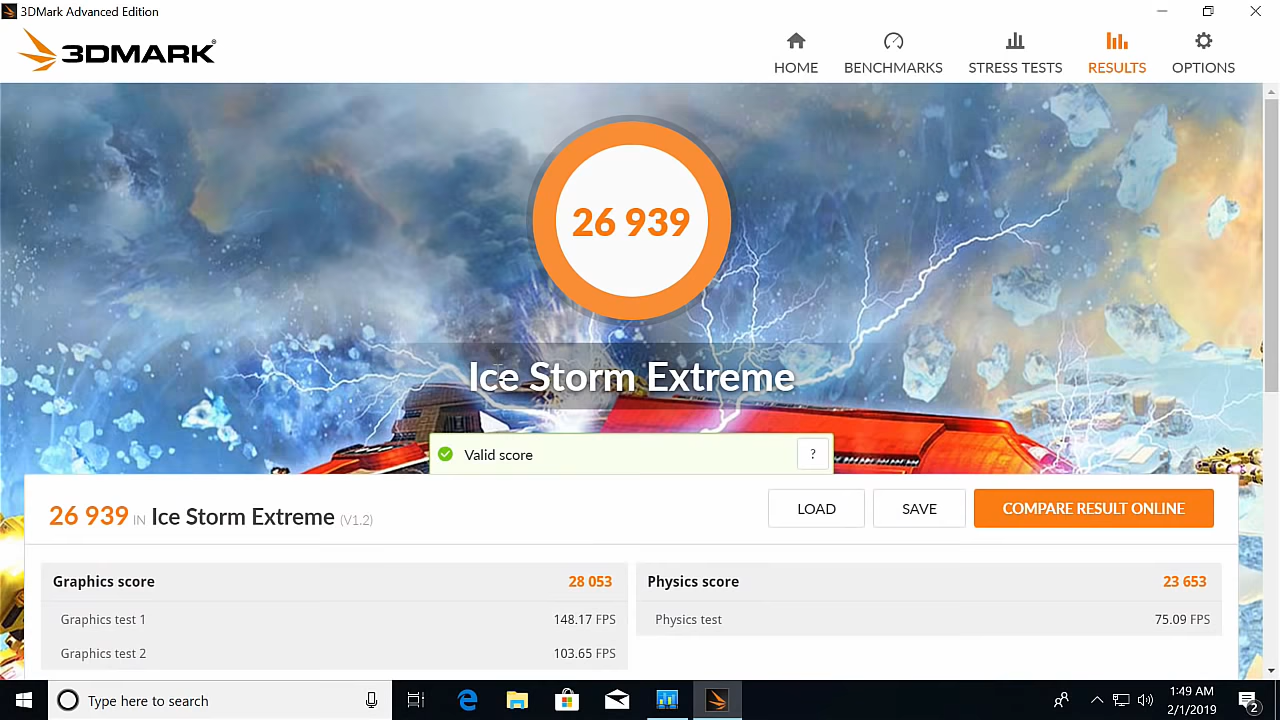 3DMark Advanced Edition
3DMARK®
HOME
BENCHMARKS
STRESS TESTS
RESULTS
OPTIONS
26 939
Ice Storm Extreme
Valid score
?
26 939 IN Ice Storm Extreme (V1.2)
LOAD
SAVE
COMPARE RESULT ONLINE
Graphics score 28 053
Graphics test 1 148.17 FPS
Graphics test 2 103.65 FPS
Physics score 23 653
Physics test 75.09 FPS
Type here to search
1:49 AM
2/1/2019
2